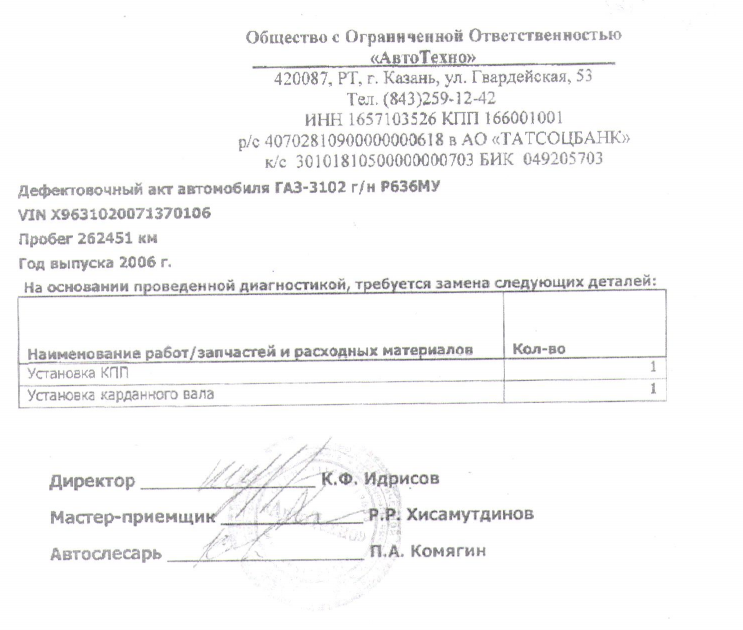 Общество с Ограниченной Ответственностью
«АвтоТехно»
420087, РТ, г. Казань, ул. Гвардейская, 53
Тел. (843)259-12-42
ИНН 1657103526 КПП 166001001
р/с 40702810900000000618 в АО «ТАТСОЦБАНК»
к/с 30101810500000000703 БИК 049205703
Дефектовочный акт автомобиля ГАЗ-3102 г/н Р636МУ
VIN X9631020071370106
Пробег 262451 км
Год выпуска 2006 г.
На основании проведенной диагностикой, требуется замена следующих деталей:
Наименование работ/запчастей и расходных материалов Кол-во
Установка КПП 1
Установка карданного вала 1
Директор К.Ф. Идрисов
Мастер-приемщик Р.Р. Хисамутдинов
Автослесарь П.А. Комягин